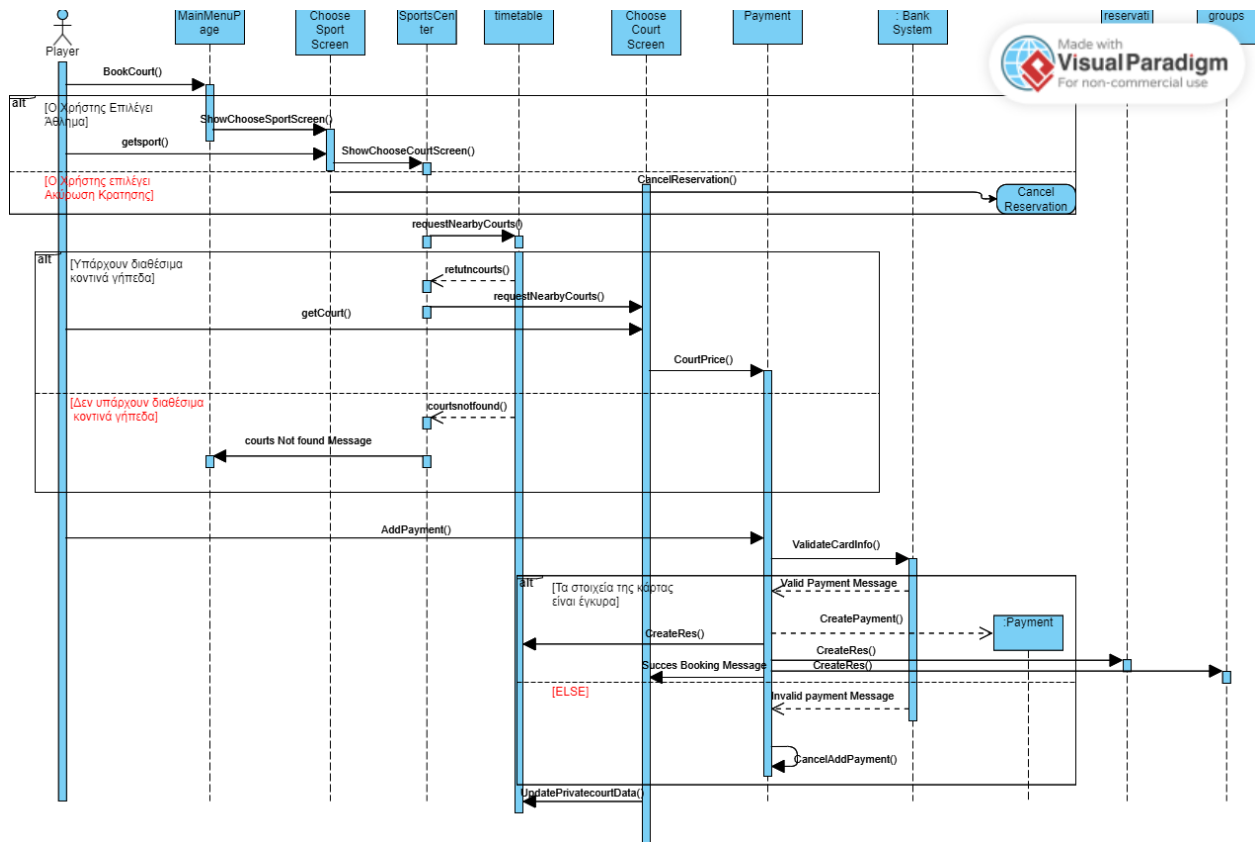 MainMenuP
age
Choose
Sport
Screen
SportsCen
ter
timetable
Choose
Court
Screen
Payment
: Bank
System
reservati
groups
Player
Made with
Visual Paradigm
For non-commercial use
BookCourt()
alt
[Ο Χρήστης Επιλέγει
Άθλημα]
ShowChooseSportScreen()
getsport()
ShowChooseCourtScreen()
[Ο Χρήστης επιλέγει
Ακύρωση Κρατησης]
CancelReservation()
Cancel
Reservation
requestNearbyCourts()
alt
[Υπάρχουν διαθέσιμα
κοντινά γήπεδα]
retutncourts()
requestNearbyCourts()
getCourt()
CourtPrice()
[Δεν υπάρχουν διαθέσιμα
κοντινά γήπεδα]
courtsnotfound()
courts Not found Message
AddPayment()
ValidateCardInfo()
alt
[Τα στοιχεία της κάρτας
είναι έγκυρα]
Valid Payment Message
CreatePayment()
:Payment
CreateRes()
CreateRes()
Succes Booking Message
CreateRes()
[ELSE]
Invalid payment Message
CancelAddPayment()
UpdatePrivatecourtData()